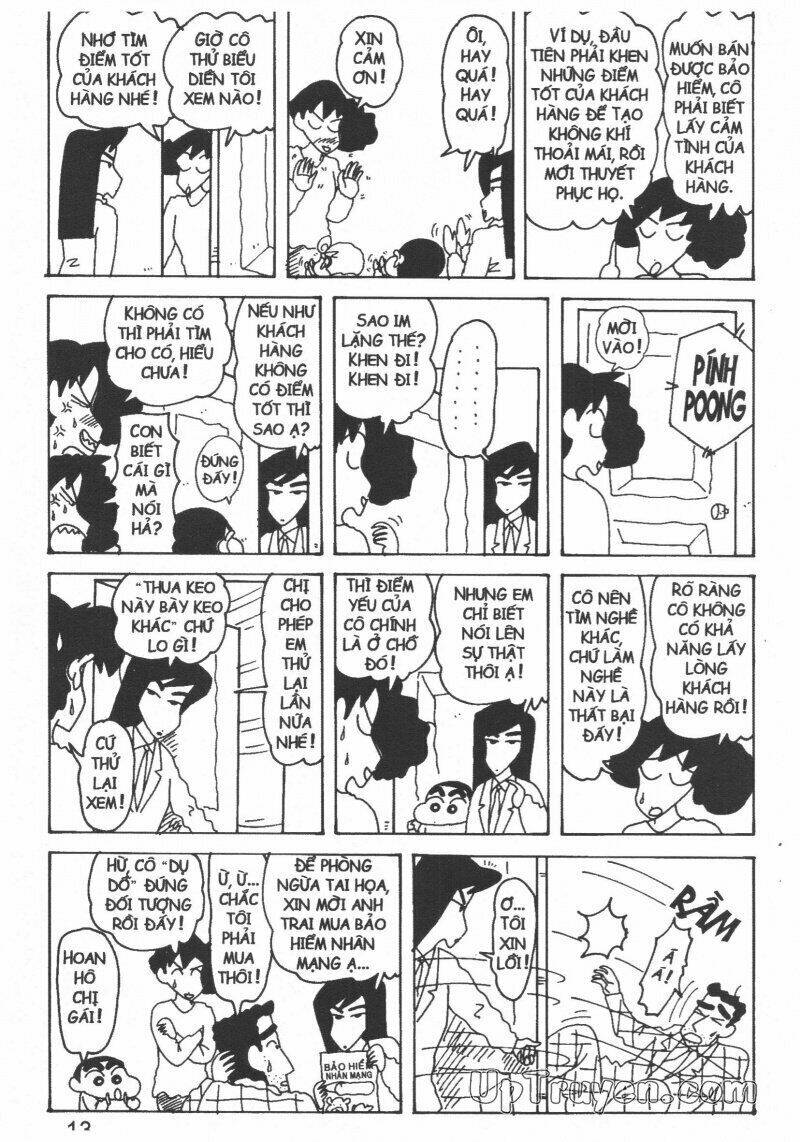 MUỐN BÁN
ĐƯỢC BẢO
HIỂM, CÔ
PHẢI BIẾT
LẤY CẢM
TÌNH CỦA
KHÁCH
HÀNG.
VÍ DỤ, ĐẦU
TIÊN PHẢI KHEN
NHỮNG ĐIỂM
TỐT CỦA KHÁCH
HÀNG ĐỂ TẠO
KHÔNG KHÍ
THOẢI MÁI, RỒI
MỚI THUYẾT
PHỤC HỌ.
ÔI,
HAY
QUÁ!
HAY
QUÁ!
XIN
CẢM
ƠN!
GIỜ CÔ
THỬ BIỂU
DIỄN TÔI
XEM NÀO!
NHỚ TÌM
ĐIỂM TỐT
CỦA KHÁCH
HÀNG NHÉ!
PÍNH
POONG
MỜI
VÀO!
. . . . . . . . . . . .
SAO IM
LẶNG THẾ?
KHEN ĐI!
KHEN ĐI!
NẾU NHƯ
KHÁCH
HÀNG
KHÔNG
CÓ ĐIỂM
TỐT THÌ
SAO Ạ?
KHÔNG CÓ
THÌ PHẢI TÌM
CHO CÓ, HIỂU
CHƯA!
ĐÚNG
ĐẤY!
CON
BIẾT
CÁI GÌ
MÀ
NÓI
HẢ?
RÕ RÀNG
CÔ KHÔNG
CÓ KHẢ
NĂNG LẤY
LÒNG
KHÁCH
HÀNG RỒI!
CÔ NÊN
TÌM NGHỀ
KHÁC,
CHỨ LÀM
NGHỀ
NÀY LÀ
THẤT BẠI
ĐẤY!
NHƯNG EM
CHỈ BIẾT
NÓI LÊN
SỰ THẬT
THÔI Ạ!
THÌ ĐIỂM
YẾU CỦA
CÔ CHÍNH
LÀ Ở CHỖ
ĐÓ!
CHỊ
CHO
PHÉP
EM
THỬ
LẠI
LẦN
NỮA
NHÉ!
"THUA KEO
NÀY BÀY KEO
KHÁC" CHỨ
LO GÌ!
CỨ
THỬ LẠI
XEM!
RẦM
Á
Á!
Ơ...
TÔI
XIN
LỖI!
ĐỂ PHÒNG
NGỪA TAI HỌA,
XIN MỜI ANH
TRAI MUA BẢO
HIỂM NHÂN
MẠNG Ạ...
BẢO HIỂM
NHÂN MẠNG
Ừ, Ừ...
CHẮC
TÔI
PHẢI
MUA
THÔI!
HỪ, CÔ "DỤ
DỖ" ĐÚNG
ĐỐI TƯỢNG
RỒI ĐẤY!
HOAN
HÔ
CHỊ
GÁI!
UpTruyen.com
13